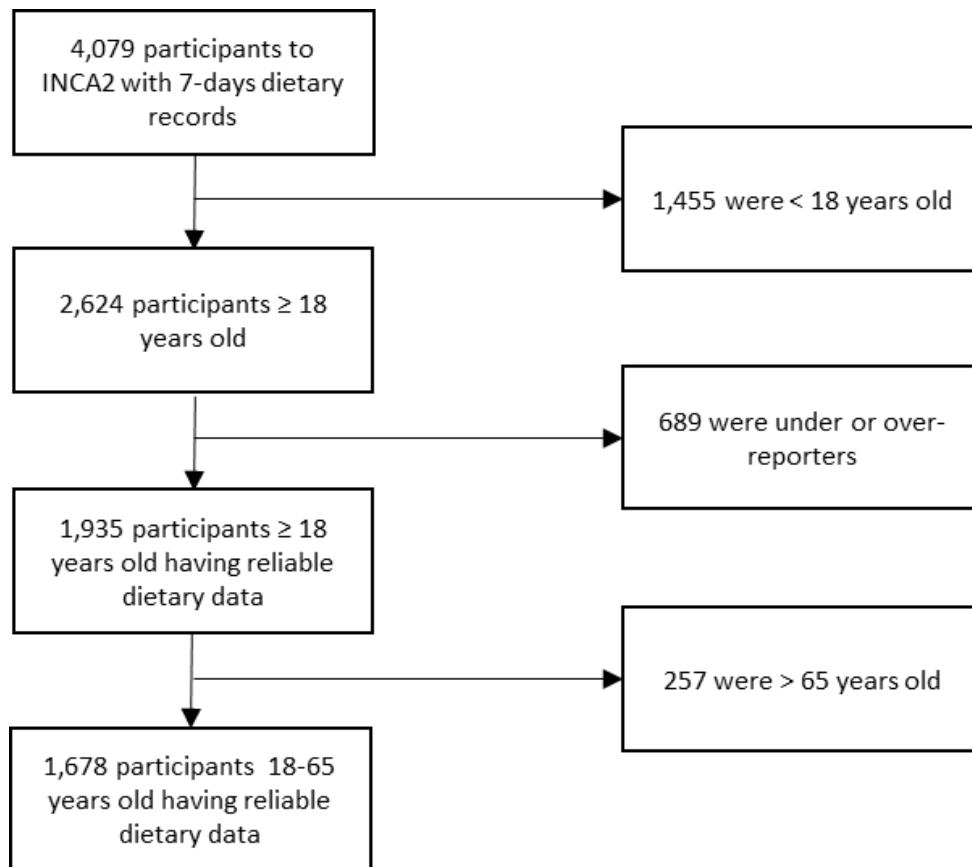 4,079 participants to
INCA2 with 7-days dietary
records
1,455 were < 18 years old
2,624 participants ≥ 18
years old
689 were under or over-
reporters
1,935 participants ≥ 18
years old having reliable
dietary data
257 were > 65 years old
1,678 participants  18-65
years old having reliable
dietary data